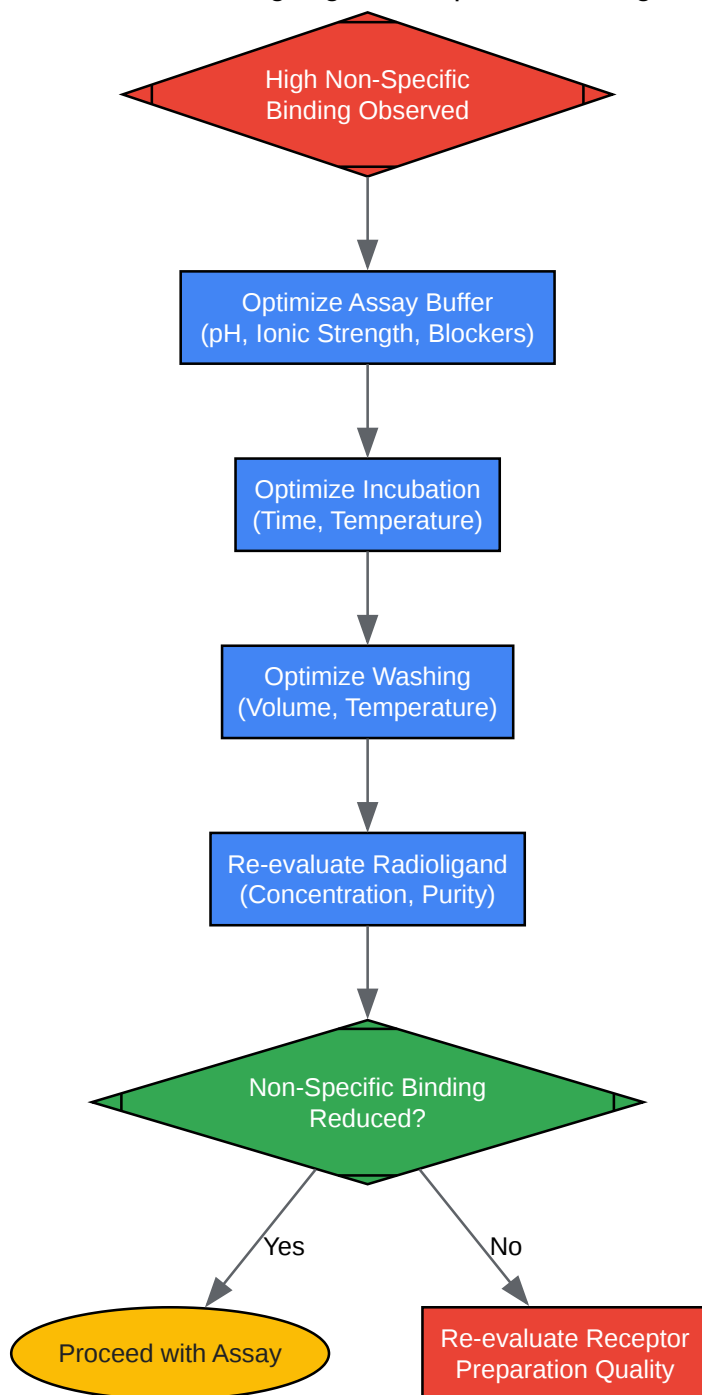 High Non-Specific
Binding Observed
Optimize Assay Buffer
(pH, Ionic Strength, Blockers)
Optimize Incubation
(Time, Temperature)
Optimize Washing
(Volume, Temperature)
Re-evaluate Radioligand
(Concentration, Purity)
Non-Specific Binding
Reduced?
Yes
No
Proceed with Assay
Re-evaluate Receptor
Preparation Quality